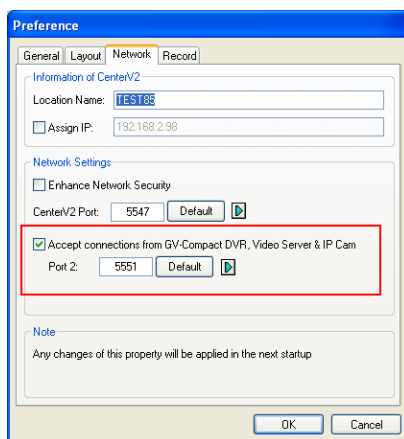 Preference
General Layout Network Record
Information of CenterV2
Location Name: TEST85
Assign IP: 192.168.2.98
Network Settings
Enhance Network Security
CenterV2 Port: 5547 Default
Accept connections from GV-Compact DVR, Video Server & IP Cam
Port 2: 5551 Default
Note
Any changes of this property will be applied in the next startup
OK Cancel